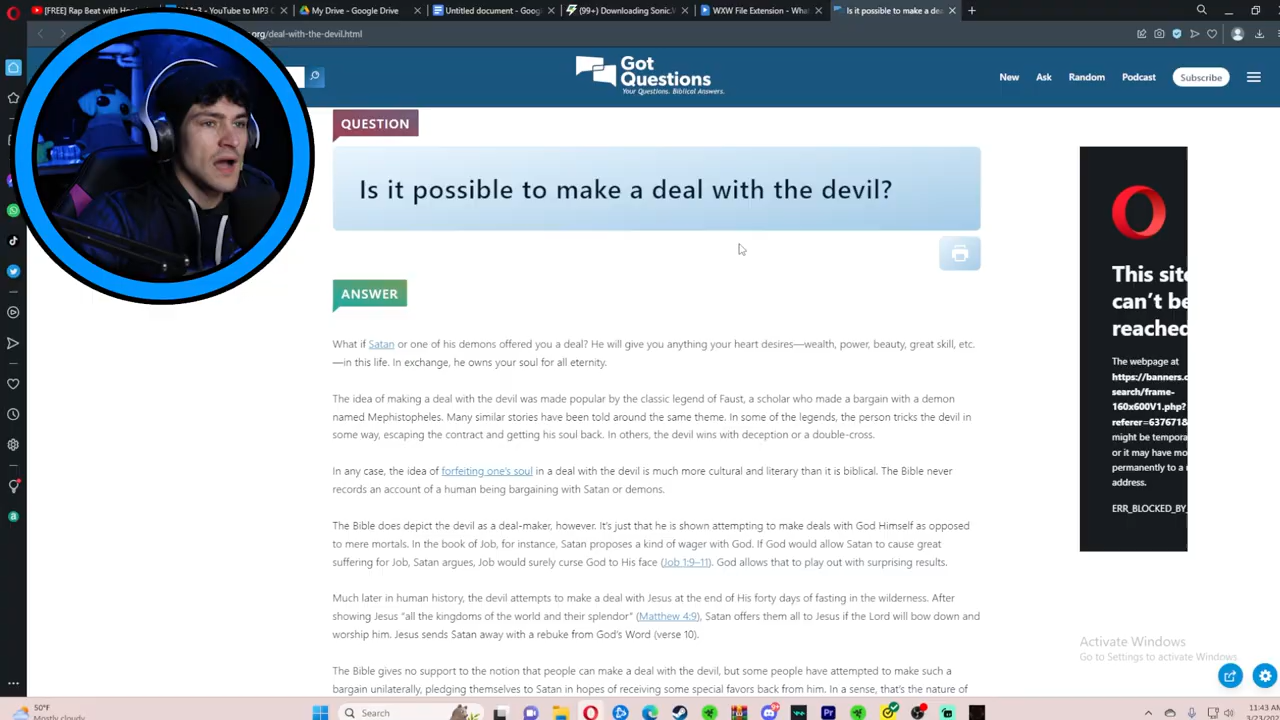 [FREE] Rap Beat with Ho
Mp3 - YouTube to MP3 C
My Drive - Google Drive
Untitled document - Goog
(99+) Downloading Sonic.
WXW File Extension - What
Is it possible to make a dea
org/deal-with-the-devil.html
Got
Questions
Your Questions. Biblical Answers.
New
Ask
Random
Podcast
Subscribe
QUESTION
Is it possible to make a deal with the devil?
ANSWER
What if Satan or one of his demons offered you a deal? He will give you anything your heart desires—wealth, power, beauty, great skill, etc.
—in this life. In exchange, he owns your soul for all eternity.
The idea of making a deal with the devil was made popular by the classic legend of Faust, a scholar who made a bargain with a demon
named Mephistopheles. Many similar stories have been told around the same theme. In some of the legends, the person tricks the devil in
some way, escaping the contract and getting his soul back. In others, the devil wins with deception or a double-cross.
In any case, the idea of forfeiting one's soul in a deal with the devil is much more cultural and literary than it is biblical. The Bible never
records an account of a human being bargaining with Satan or demons.
The Bible does depict the devil as a deal-maker, however. It's just that he is shown attempting to make deals with God Himself as opposed
to mere mortals. In the book of Job, for instance, Satan proposes a kind of wager with God. If God would allow Satan to cause great
suffering for Job, Satan argues, Job would surely curse God to His face (Job 1:9–11). God allows that to play out with surprising results.
Much later in human history, the devil attempts to make a deal with Jesus at the end of His forty days of fasting in the wilderness. After
showing Jesus “all the kingdoms of the world and their splendor” (Matthew 4:9), Satan offers them all to Jesus if the Lord will bow down and
worship him. Jesus sends Satan away with a rebuke from God's Word (verse 10).
The Bible gives no support to the notion that people can make a deal with the devil, but some people have attempted to make such a
bargain unilaterally, pledging themselves to Satan in hopes of receiving some special favors back from him. In a sense, that's the nature of
This site
can't be
reached
The webpage at
https://banners.c
search/frame-
160x600V1.php?
referer=6376718
might be tempora
or it may have mo
permanently to a
address.
ERR_BLOCKED_BY_
Activate Windows
Go to Settings to activate Windows
50°F
Mostly cloudy
Search
11:43 AM